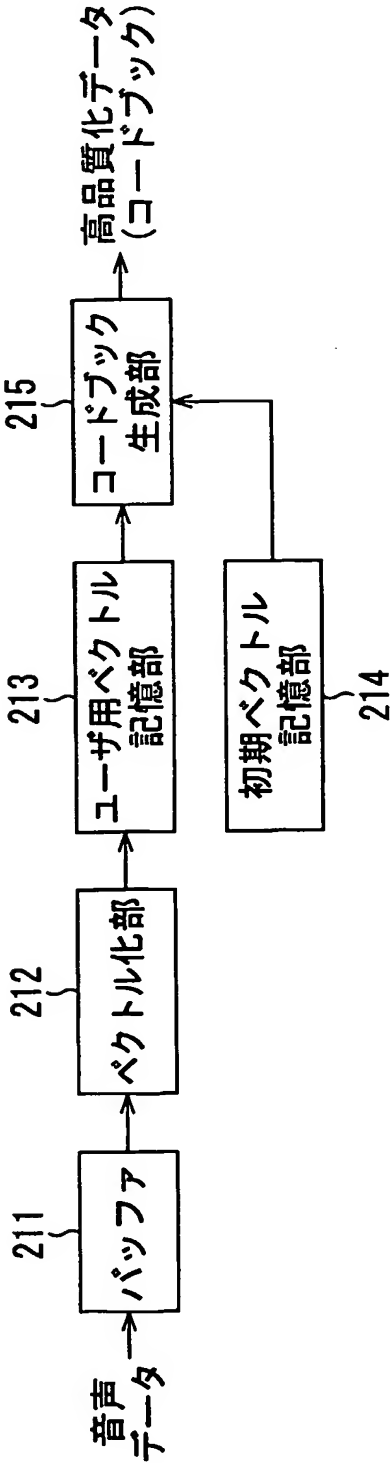 音声
データ
211
バッファ
212
ベクトル化部
213
ユーザ用ベクトル
記憶部
215
コードブック
生成部
高品質化データ
(コードブック)
初期ベクトル
記憶部
214